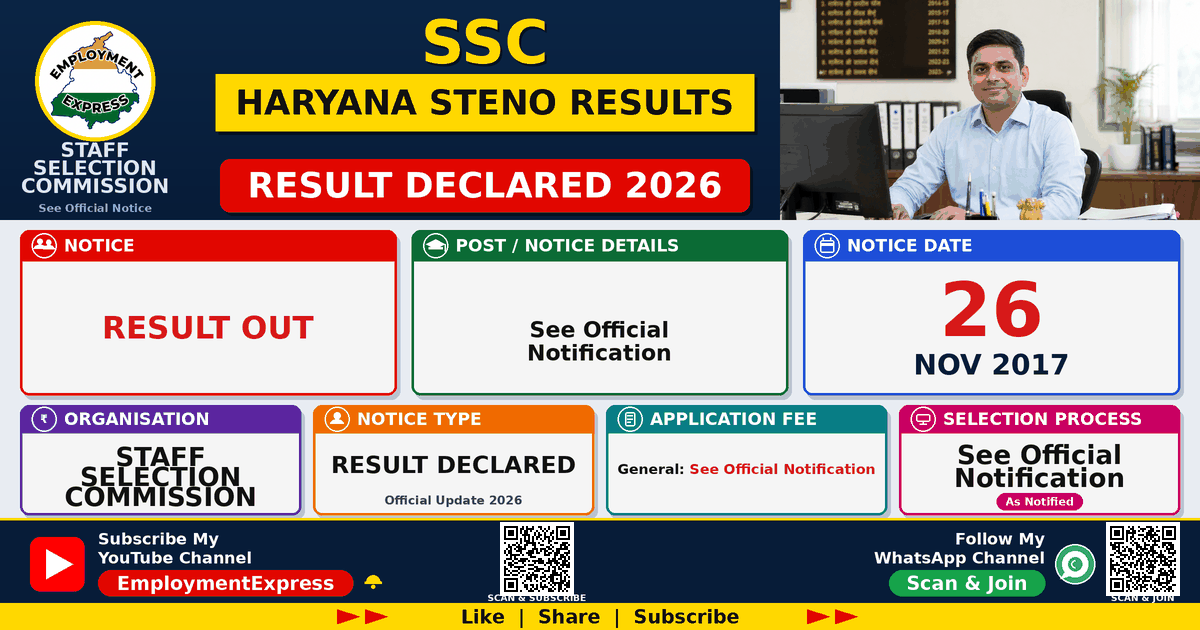 EMPLOYMENT
EXPRESS
STAFF
SELECTION
COMMISSION
See Official Notice
SSC
HARYANA STENO RESULTS
RESULT DECLARED 2026
NOTICE
RESULT OUT
POST / NOTICE DETAILS
See Official
Notification
NOTICE DATE
26
NOV 2017
₹ ORGANISATION
STAFF
SELECTION
COMMISSION
NOTICE TYPE
RESULT DECLARED
Official Update 2026
APPLICATION FEE
General: See Official Notification
SELECTION PROCESS
See Official
Notification
As Notified
Subscribe My
YouTube Channel
EmploymentExpress
SCAN & SUBSCRIBE
Follow My
WhatsApp Channel
Scan & Join
SCAN & JOIN
Like | Share | Subscribe